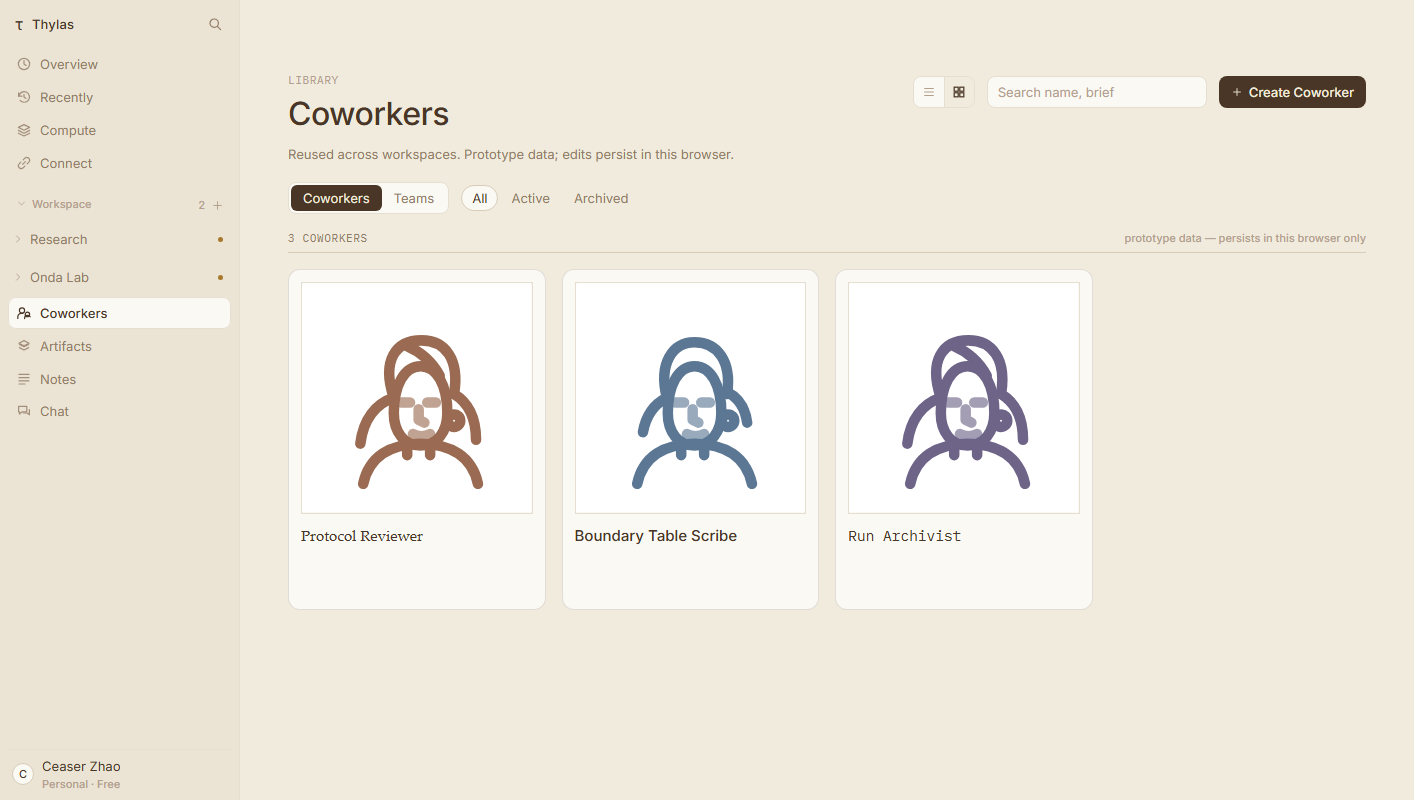 τ Thylas
Overview
Recently
Compute
Connect
Workspace 2 +
Research
Onda Lab
Coworkers
Artifacts
Notes
Chat
C
Ceaser Zhao
Personal · Free
LIBRARY
Coworkers
Search name, brief
+ Create Coworker
Reused across workspaces. Prototype data; edits persist in this browser.
Coworkers Teams All Active Archived
3 COWORKERS
prototype data — persists in this browser only
Protocol Reviewer
Boundary Table Scribe
Run Archivist